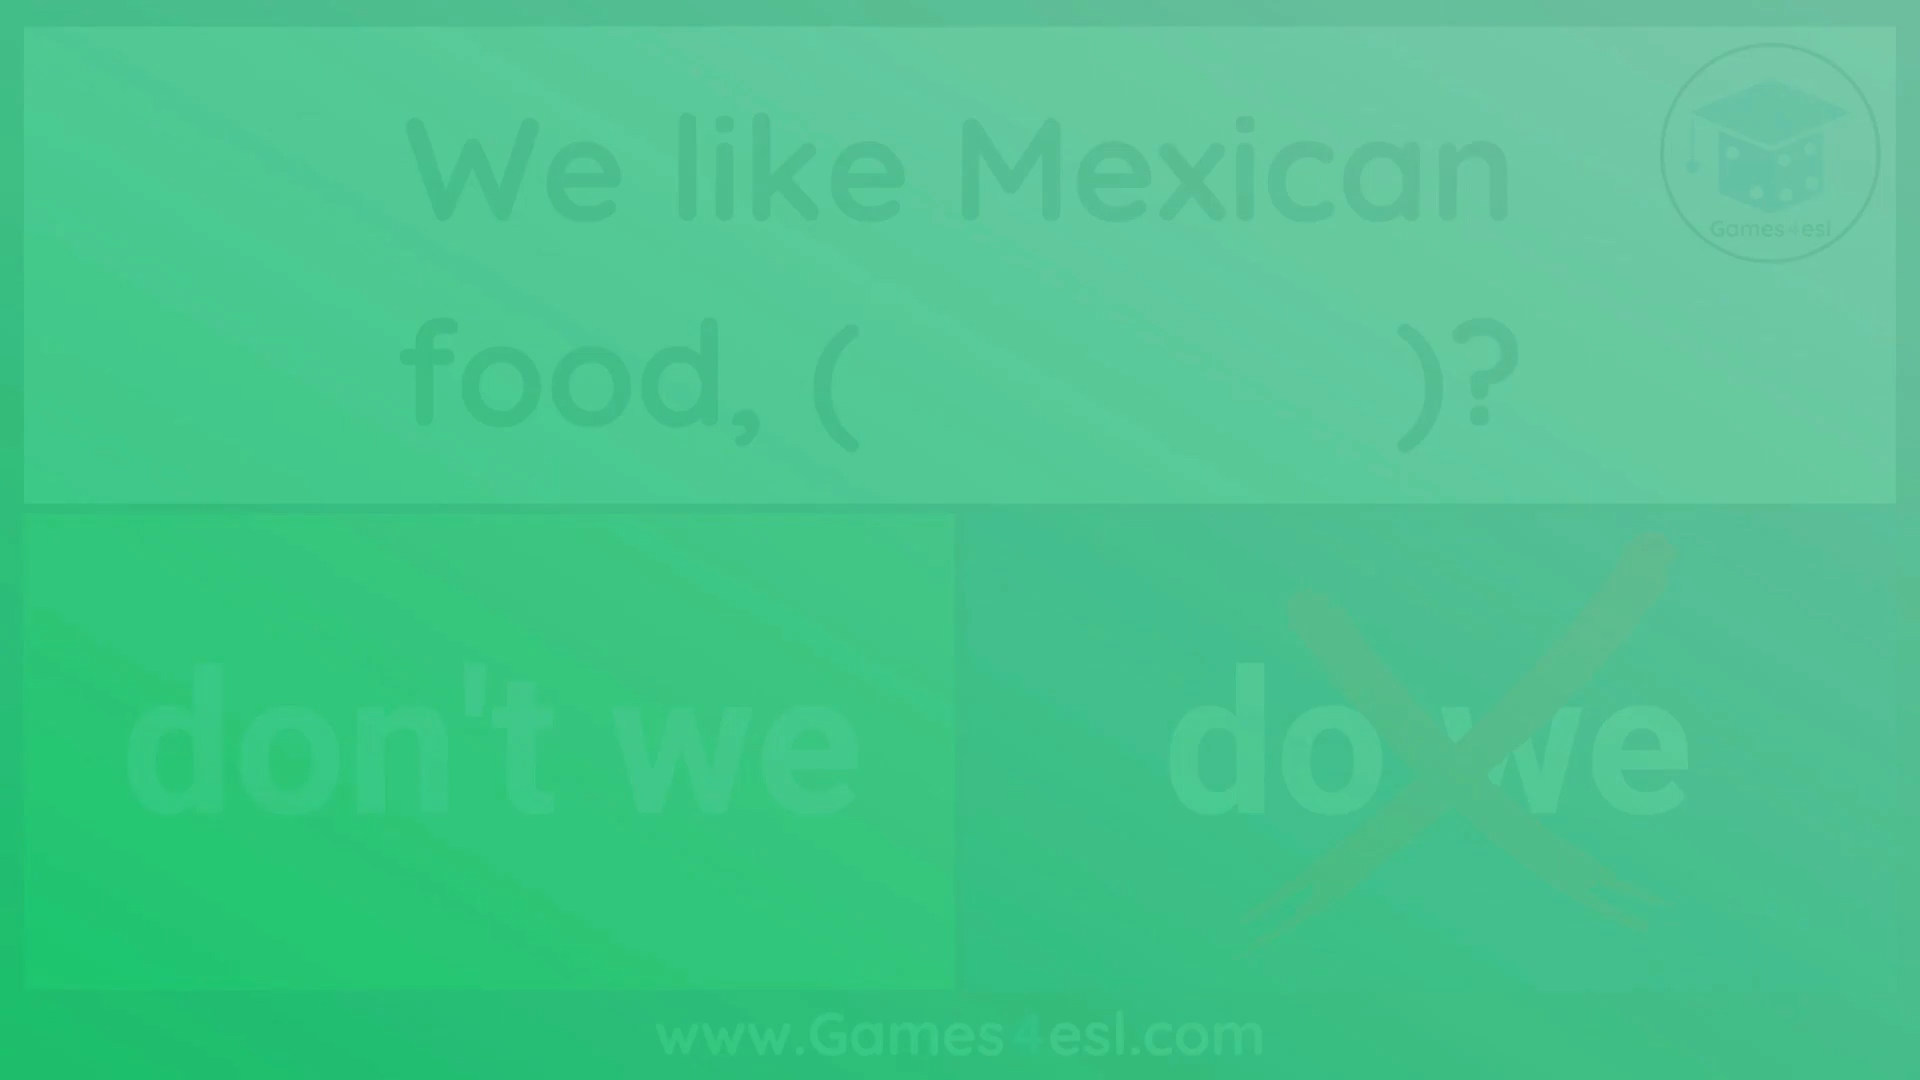 We like Mexican
Games4esl
food, ( )?
don't we
do we
www.Games4esl.com